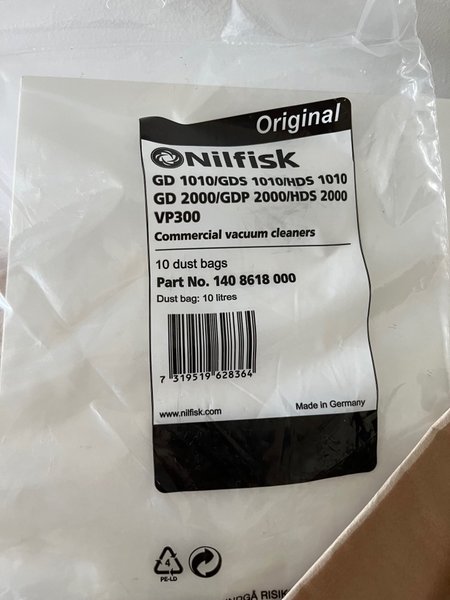 Original
Nilfisk
GD 1010/GDS 1010/HDS 1010
GD 2000/GDP 2000/HDS 2000
VP300
Commercial vacuum cleaners
10 dust bags
Part No. 140 8618 000
Dust bag: 10 litres
7 319519 628364
www.nilfisk.com
Made in Germany
4
PE-LD